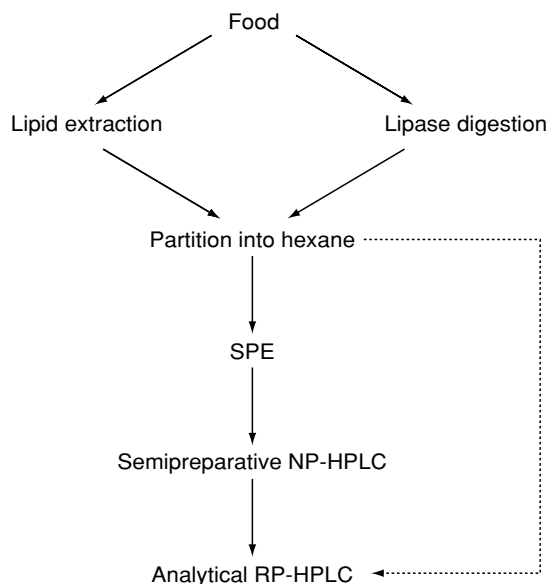 Food
Lipid extraction
Lipase digestion
Partition into hexane
SPE
Semipreparative NP-HPLC
Analytical RP-HPLC